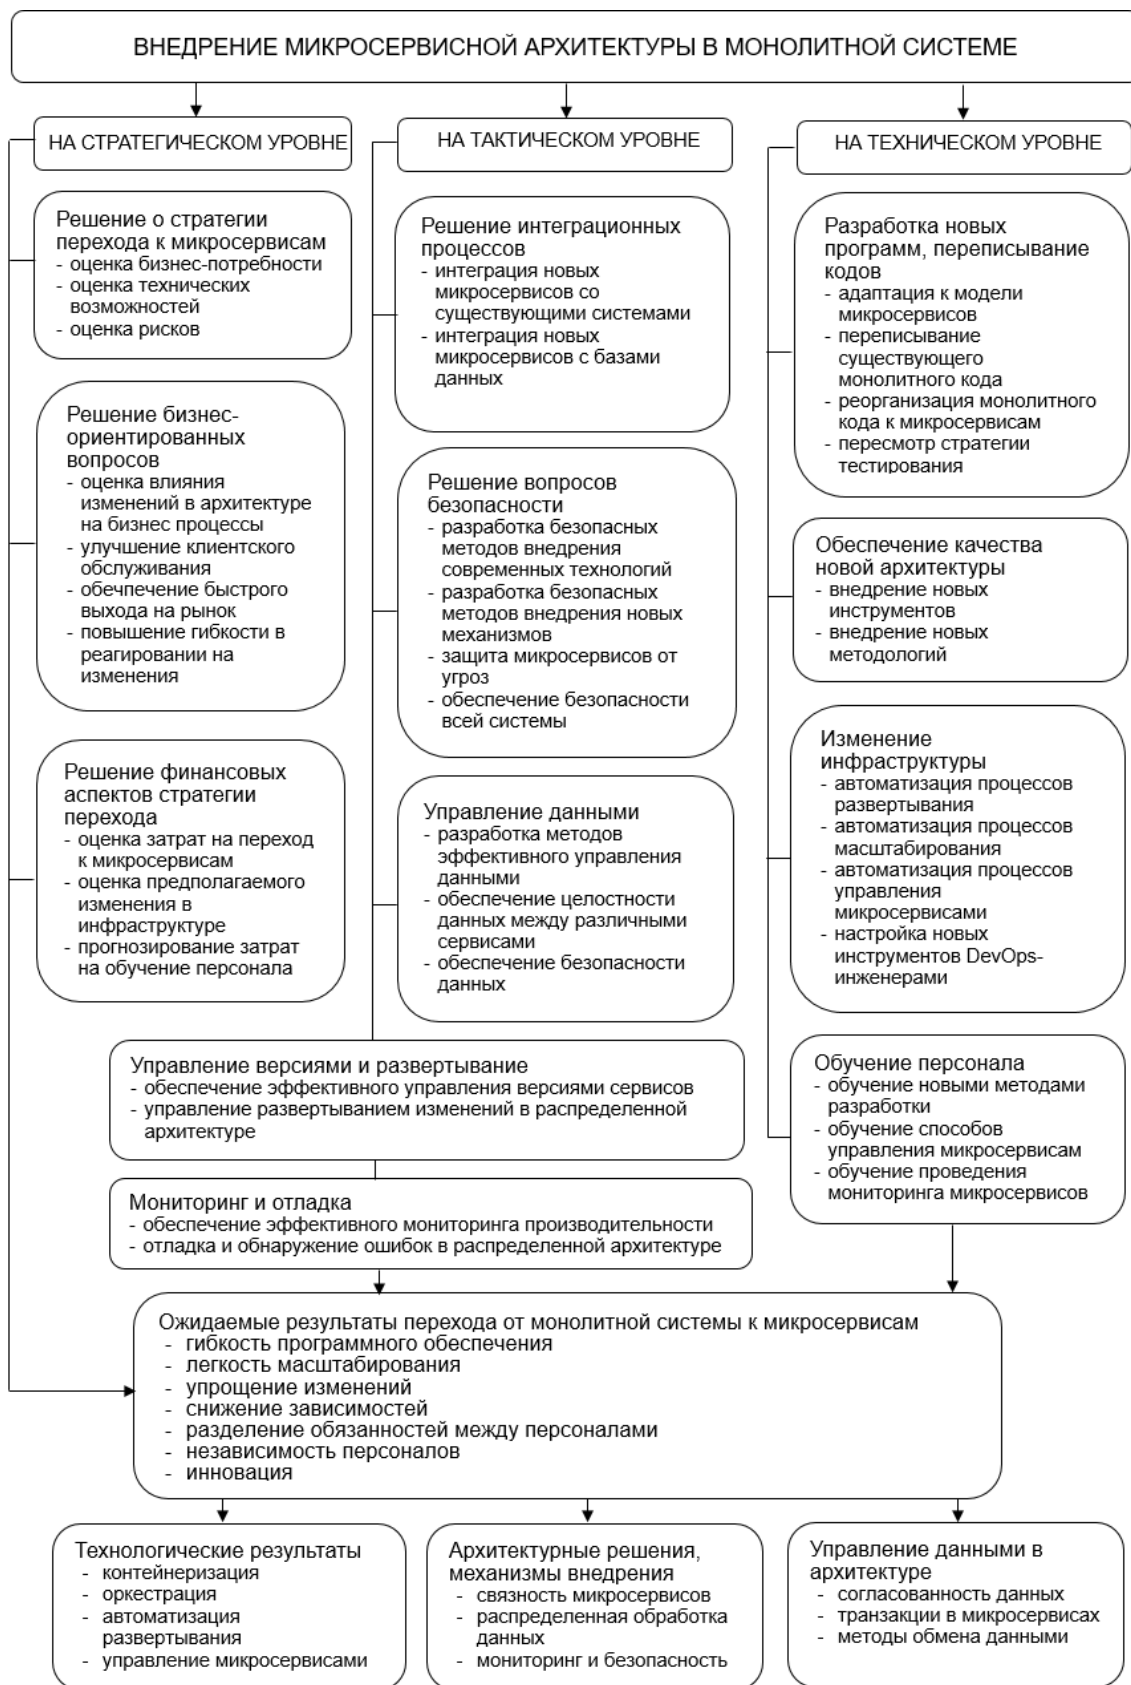 ВНЕДРЕНИЕ МИКРОСЕРВИСНОЙ АРХИТЕКТУРЫ В МОНОЛИТНОЙ СИСТЕМЕ
НА СТРАТЕГИЧЕСКОМ УРОВНЕ
Решение о стратегии
перехода к микросервисам
- оценка бизнес-потребности
- оценка технических
возможностей
- оценка рисков
Решение бизнес-
ориентированных
вопросов
- оценка влияния
изменений в архитектуре
на бизнес процессы
- улучшение клиентского
обслуживания
- обечпечение быстрого
выхода на рынок
- повышение гибкости в
реагировании на
изменения
Решение финансовых
аспектов стратегии
перехода
- оценка затрат на переход
к микросервисам
- оценка предполагаемого
изменения в
инфраструктуре
- прогнозирование затрат
на обучение персонала
НА ТАКТИЧЕСКОМ УРОВНЕ
Решение интеграционных
процессов
- интеграция новых
микросервисов со
существующими системами
- интеграция новых
микросервисов с базами
данных
Решение вопросов
безопасности
- разработка безопасных
методов внедрения
современных технологий
- разработка безопасных
методов внедрения новых
механизмов
- защита микросервисов от
угроз
- обеспечение безопасности
всей системы
Управление данными
- разработка методов
эффективного управления
данными
- обеспечение целостности
данных между различными
сервисами
- обеспечение безопасности
данных
Управление версиями и развертывание
- обеспечение эффективного управления версиями сервисов
- управление развертыванием изменений в распределенной
архитектуре
Мониторинг и отладка
- обеспечение эффективного мониторинга производительности
- отладка и обнаружение ошибок в распределенной архитектуре
НА ТЕХНИЧЕСКОМ УРОВНЕ
Разработка новых
программ, переписывание
кодов
- адаптация к модели
микросервисов
- переписывание
существующего
монолитного кода
- реорганизация монолитного
кода к микросервисам
- пересмотр стратегии
тестирования
Обеспечение качества
новой архитектуры
- внедрение новых
инструментов
- внедрение новых
методологий
Изменение
инфраструктуры
- автоматизация процессов
развертывания
- автоматизация процессов
масштабирования
- автоматизация процессов
управления
микросервисами
- настройка новых
инструментов DevOps-
инженерами
Обучение персонала
- обучение новыми методами
разработки
- обучение способов
управления микросервисам
- обучение проведения
мониторинга микросервисов
Ожидаемые результаты перехода от монолитной системы к микросервисам
- гибкость программного обеспечения
- легкость масштабирования
- упрощение изменений
- снижение зависимостей
- разделение обязанностей между персоналами
- независимость персоналов
- инновация
Технологические результаты
- контейнеризация
- оркестрация
- автоматизация
развертывания
- управление микросервисами
Архитектурные решения,
механизмы внедрения
- связность микросервисов
- распределенная обработка
данных
- мониторинг и безопасность
Управление данными в
архитектуре
- согласованность данных
- транзакции в микросервисах
- методы обмена данными